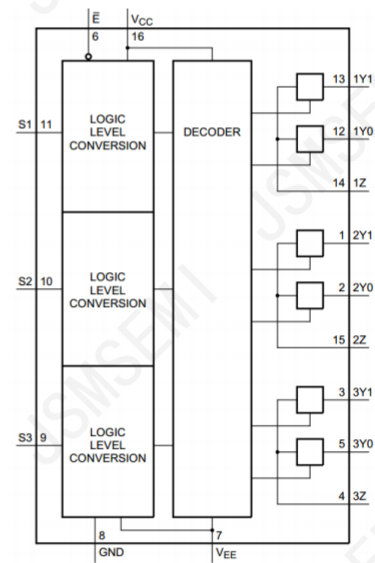 E̅ VCC
6 16
13 1Y1
S1 11 LOGIC LEVEL CONVERSION
DECODER
12 1Y0
14 1Z
1 2Y1
S2 10 LOGIC LEVEL CONVERSION
2 2Y0
15 2Z
3 3Y1
S3 9 LOGIC LEVEL CONVERSION
5 3Y0
4 3Z
8 7
GND VEE
JSMSEMI
JSMSEMI